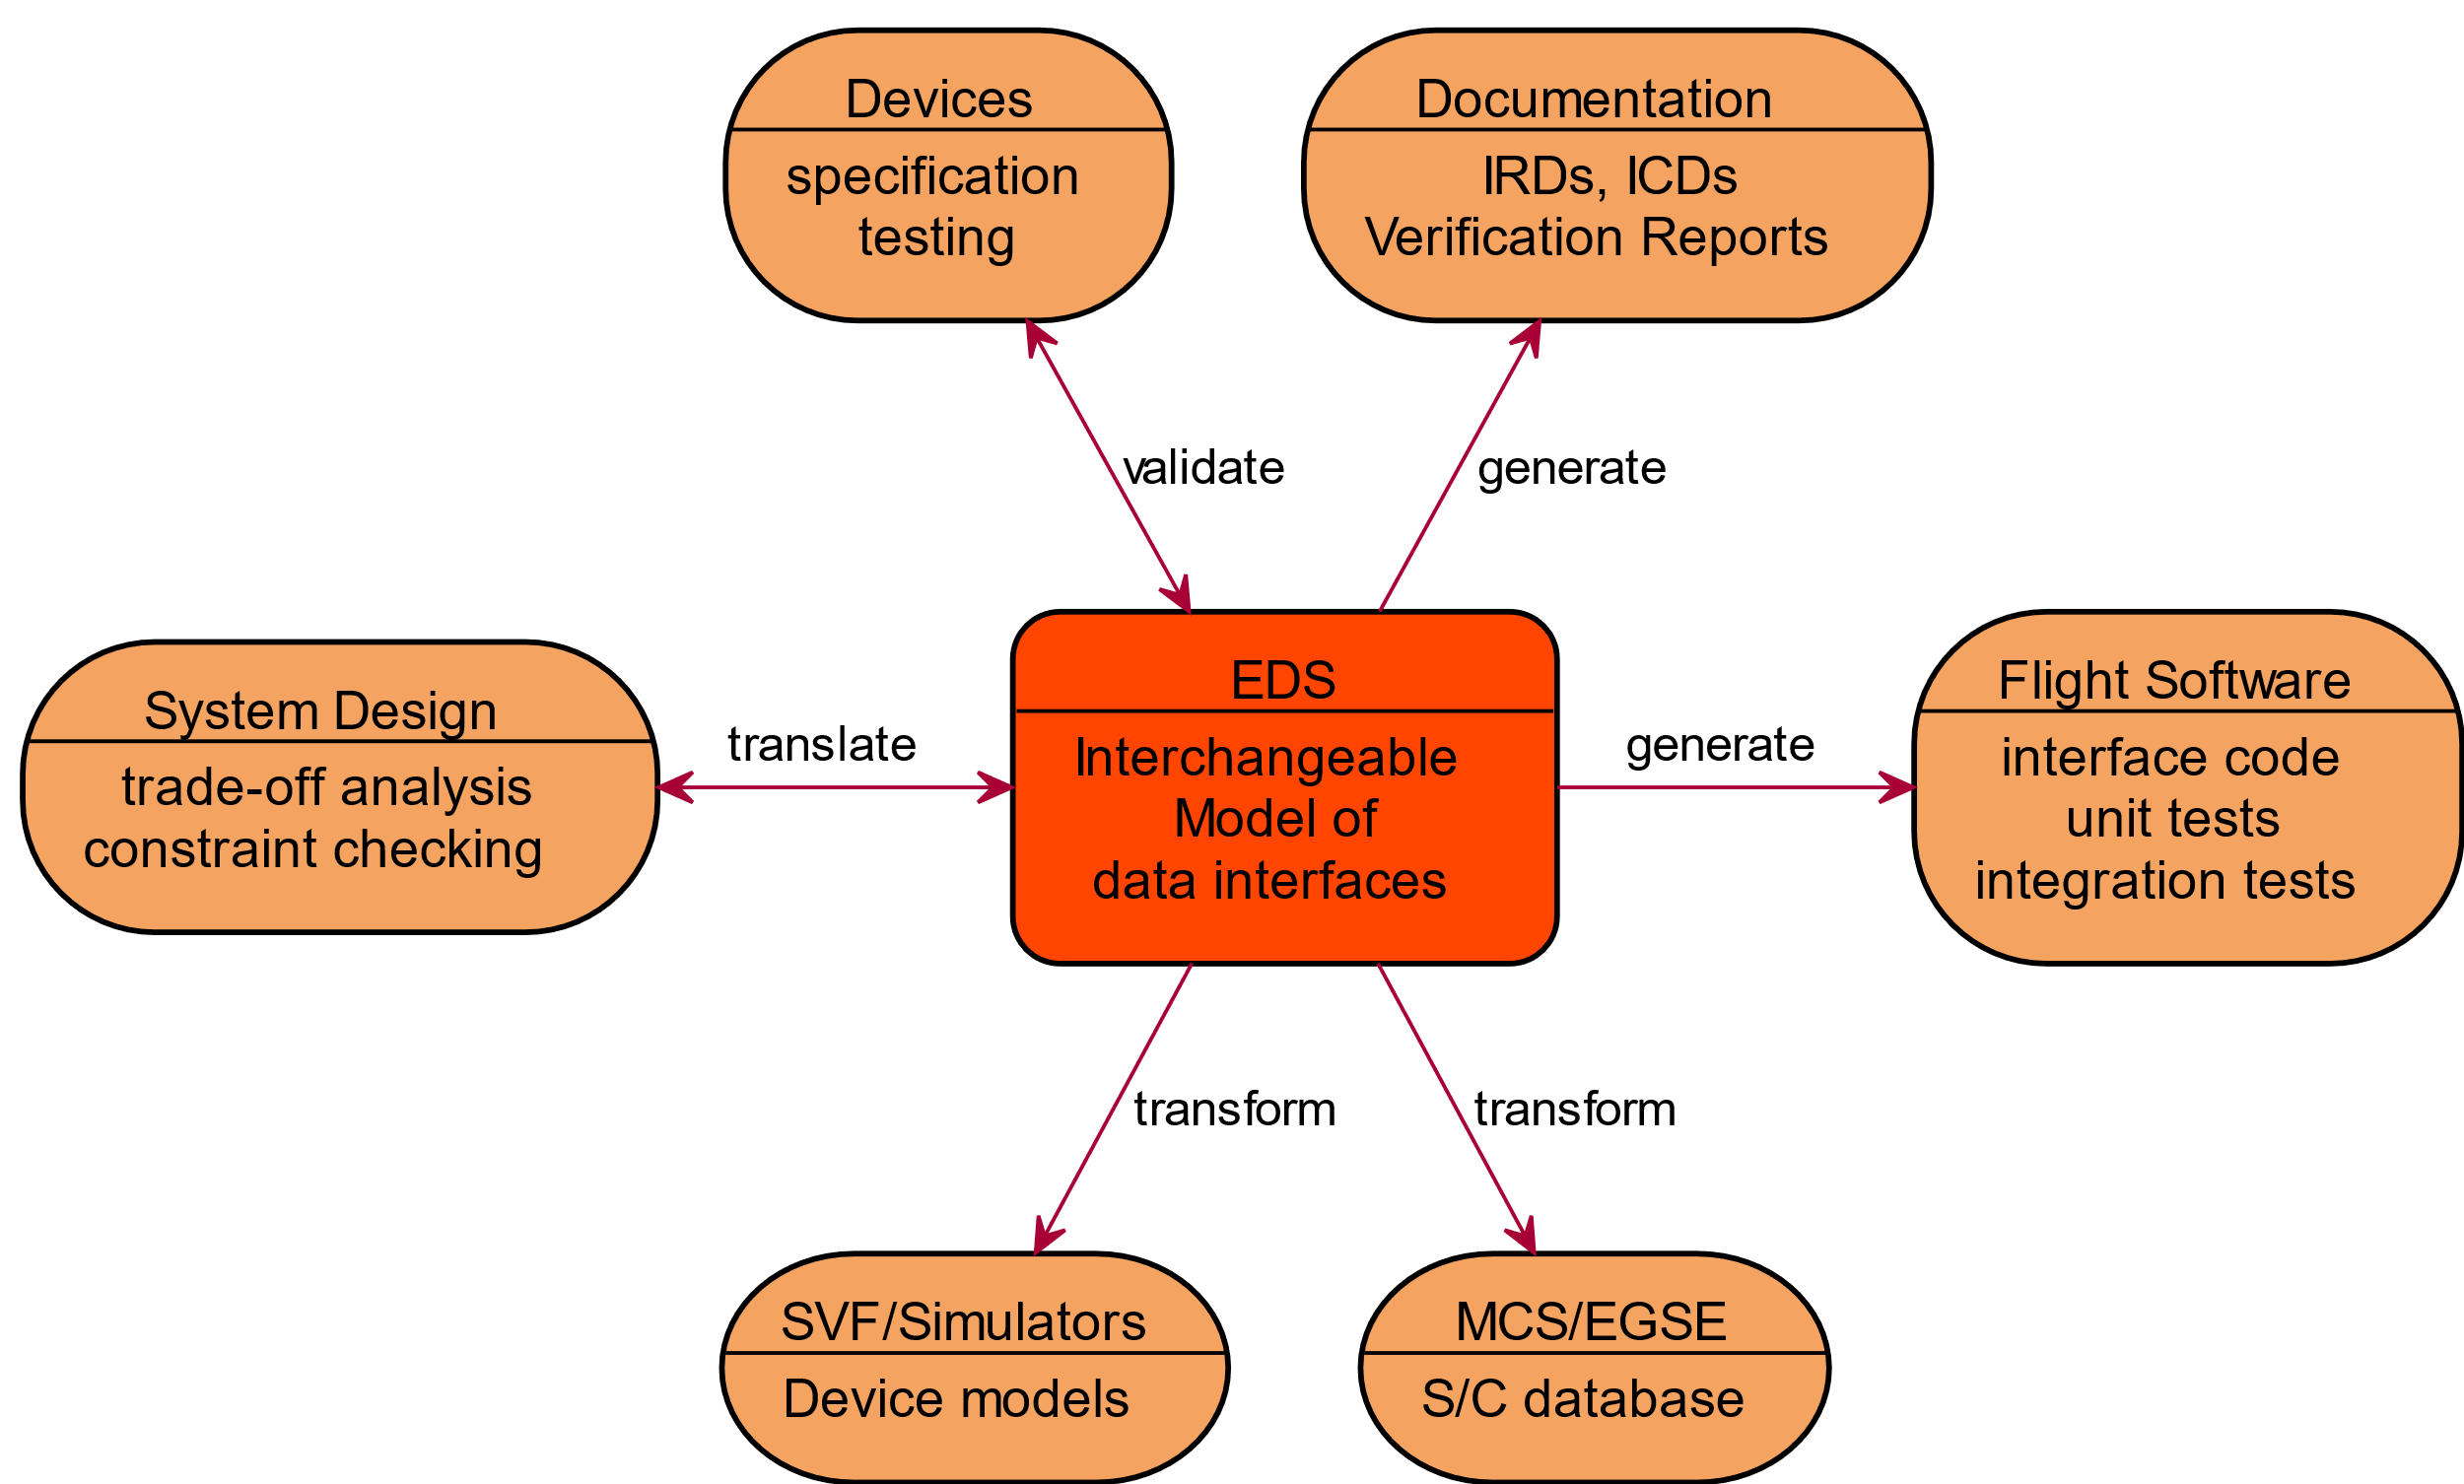 Devices
specification
testing
Documentation
IRDs, ICDs
Verification Reports
validate
generate
System Design
trade-off analysis
constraint checking
translate
EDS
Interchangeable
Model of
data interfaces
generate
Flight Software
interface code
unit tests
integration tests
transform
transform
SVF/Simulators
Device models
MCS/EGSE
S/C database